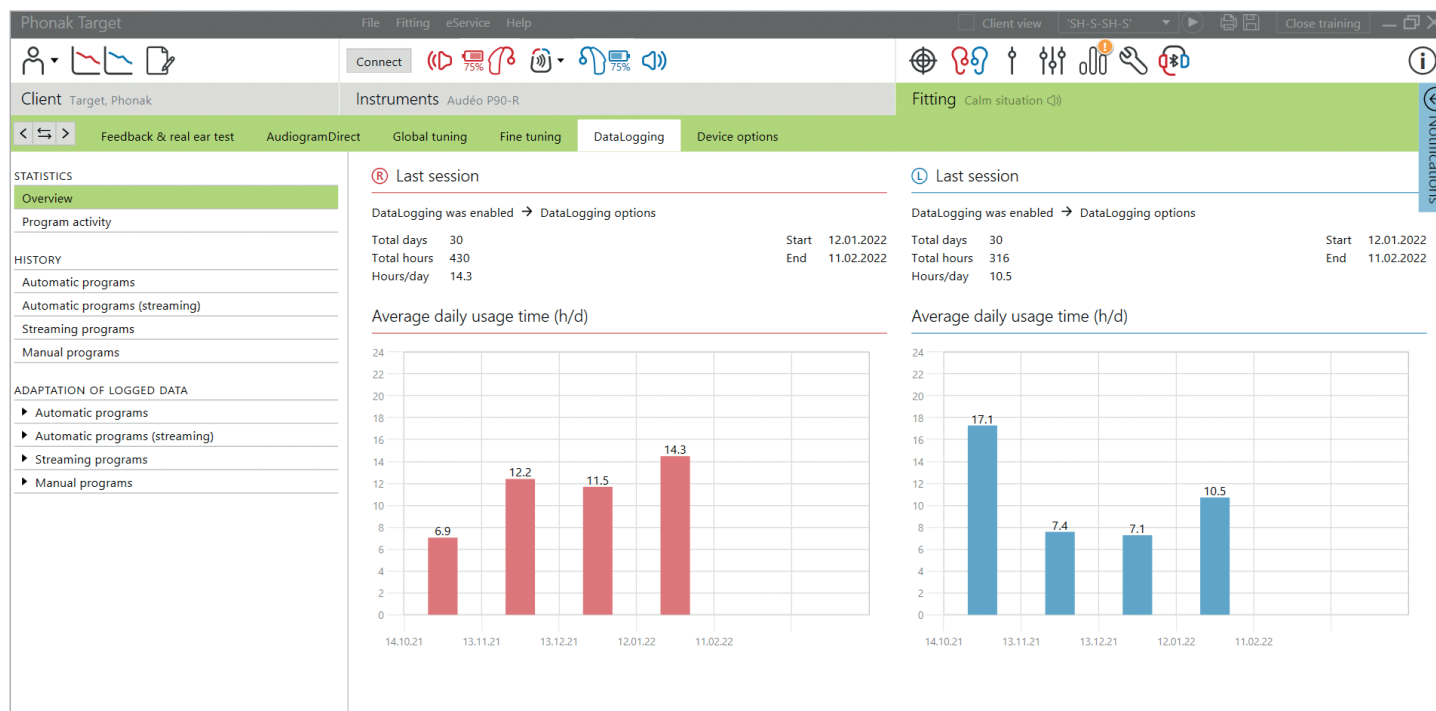 Phonak Target File Fitting eService Help Client view 'SH-S-SH-S' Close training
Connect 75% 75%
Client Target, Phonak Instruments Audéo P90-R Fitting Calm situation
Feedback & real ear test AudiogramDirect Global tuning Fine tuning DataLogging Device options
Notifications
STATISTICS
Overview
Program activity
HISTORY
Automatic programs
Automatic programs (streaming)
Streaming programs
Manual programs
ADAPTATION OF LOGGED DATA
Automatic programs
Automatic programs (streaming)
Streaming programs
Manual programs
R Last session
DataLogging was enabled → DataLogging options
Total days 30 Start 12.01.2022
Total hours 430 End 11.02.2022
Hours/day 14.3
Average daily usage time (h/d)
24
22
20
18
16
14.3
14
12.2
12
11.5
10
8
6.9
6
4
2
0
14.10.21 13.11.21 13.12.21 12.01.22 11.02.22
L Last session
DataLogging was enabled → DataLogging options
Total days 30 Start 12.01.2022
Total hours 316 End 11.02.2022
Hours/day 10.5
Average daily usage time (h/d)
24
22
20
18
17.1
16
14
12
10.5
10
8
7.4 7.1
6
4
2
0
14.10.21 13.11.21 13.12.21 12.01.22 11.02.22